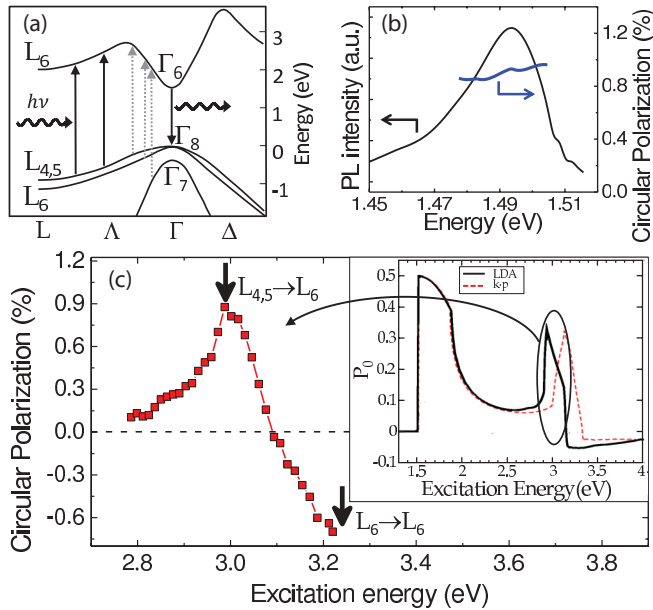 (a)
L6
Γ6
hν
Γ8
L4,5
L6
Γ7
L Λ Γ Δ
3
2
1
0
-1
Energy (eV)
(b)
PL intensity (a.u.)
1.45 1.47 1.49 1.51
Energy (eV)
1.2
0.8
0.4
0.0
Circular Polarization (%)
(c)
Circular Polarization (%)
1.2
0.9
0.6
0.3
0.0
-0.3
-0.6
L4,5→L6
L6→L6
2.8 3.0 3.2 3.4 3.6 3.8
Excitation energy (eV)
LDA
k·p
P0
0.5
0.4
0.3
0.2
0.1
0
-0.1
1.5 2 2.5 3 3.5 4
Excitation Energy(eV)